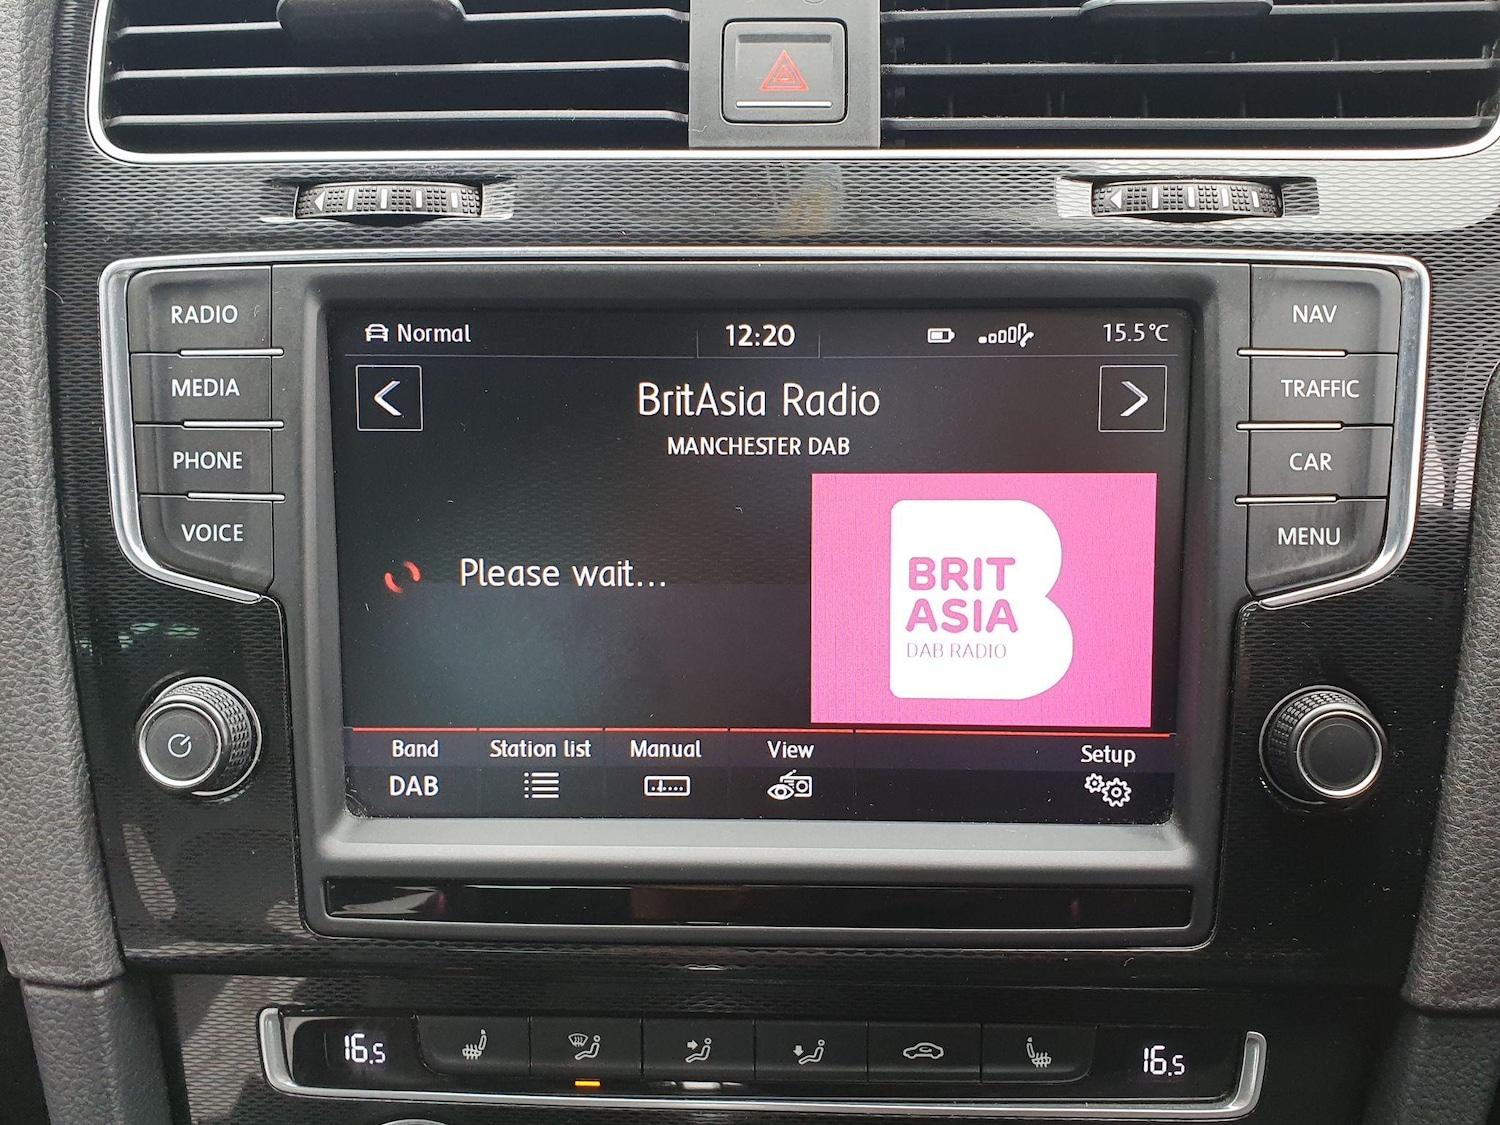 RADIO
MEDIA
PHONE
VOICE
NAV
TRAFFIC
CAR
MENU
Normal
12:20
15.5°C
BritAsia Radio
MANCHESTER DAB
Please wait...
BRIT
ASIA
DAB RADIO
Band
DAB
Station list
Manual
View
Setup
16.5
16.5